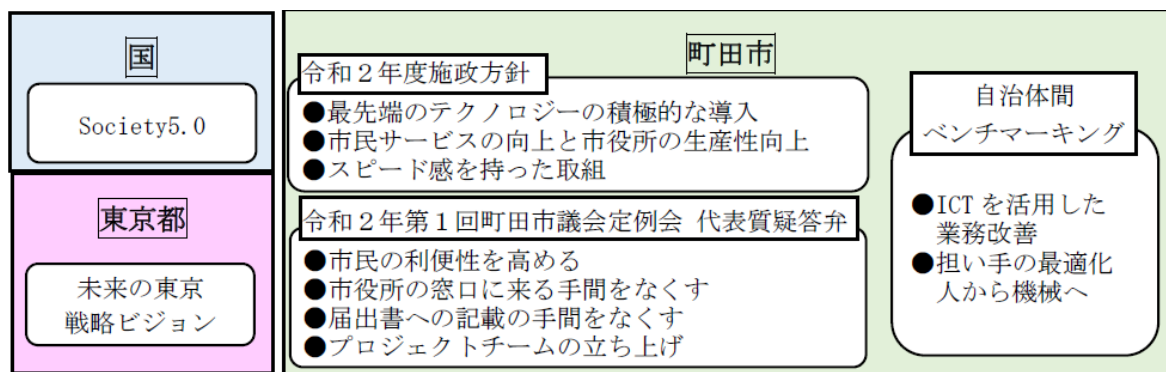 国
Society5.0
東京都
未来の東京
戦略ビジョン
町田市
令和２年度施政方針
●最先端のテクノロジーの積極的な導入
●市民サービスの向上と市役所の生産性向上
●スピード感を持った取組
令和２年第１回町田市議会定例会 代表質疑答弁
●市民の利便性を高める
●市役所の窓口に来る手間をなくす
●届出書への記載の手間をなくす
●プロジェクトチームの立ち上げ
自治体間
ベンチマーキング
●ICTを活用した
業務改善
●担い手の最適化
人から機械へ